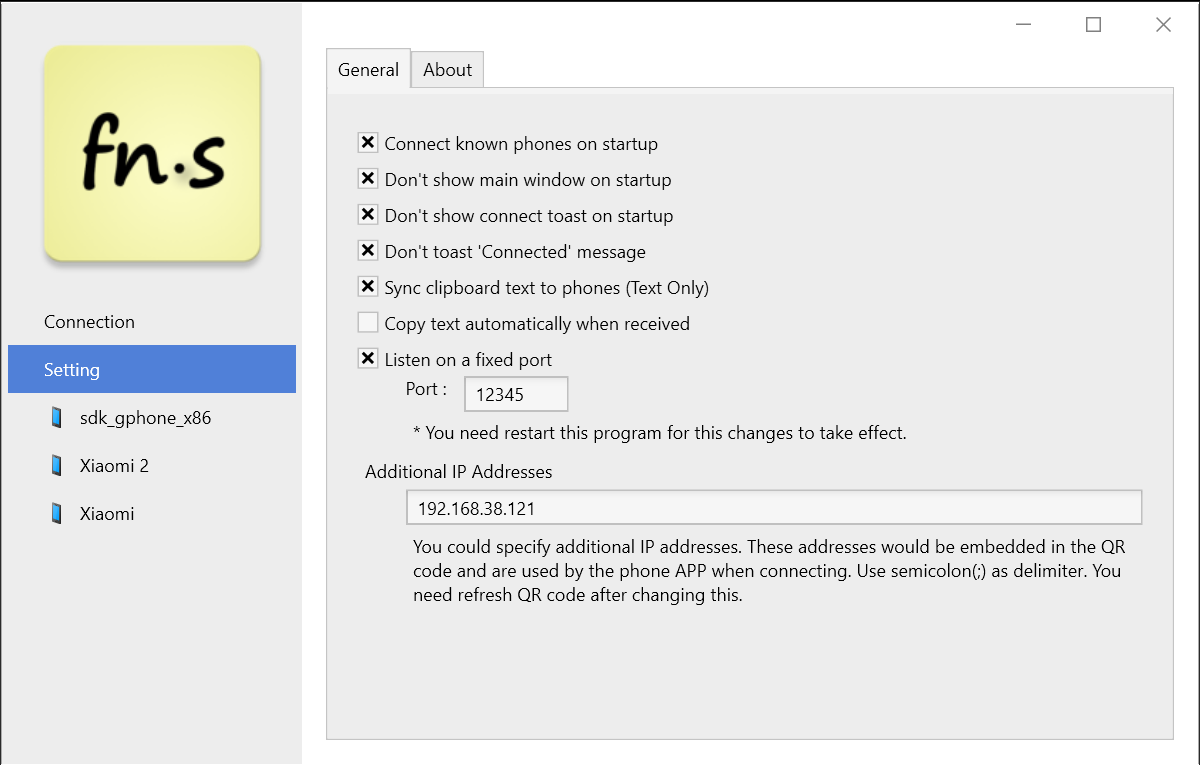 fn.s
Connection
Setting
sdk_gphone_x86
Xiaomi 2
Xiaomi
General
About
Connect known phones on startup
Don't show main window on startup
Don't show connect toast on startup
Don't toast 'Connected' message
Sync clipboard text to phones (Text Only)
Copy text automatically when received
Listen on a fixed port
Port : 12345
* You need restart this program for this changes to take effect.
Additional IP Addresses
192.168.38.121
You could specify additional IP addresses. These addresses would be embedded in the QR
code and are used by the phone APP when connecting. Use semicolon(;) as delimiter. You
need refresh QR code after changing this.